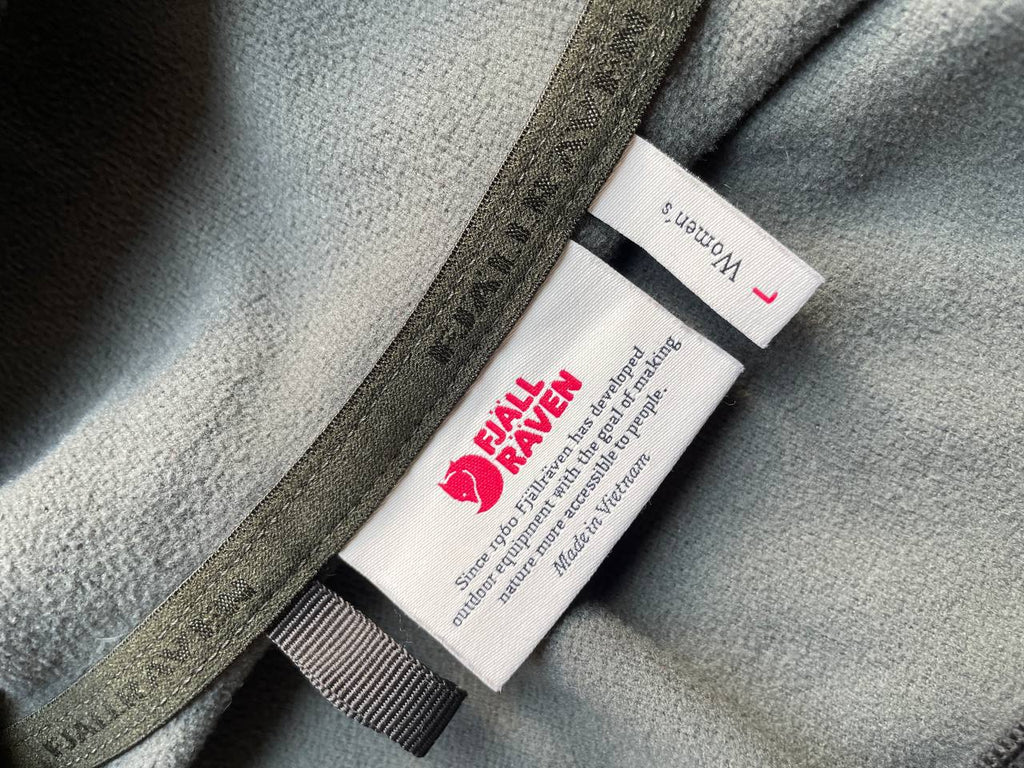 FJÄLLRÄVEN
FJÄLLRÄVEN
FJÄLL
RÄVEN
Since 1960 Fjällräven has developed
outdoor equipment with the goal of making
nature more accessible to people.
Made in Vietnam
L
Women's